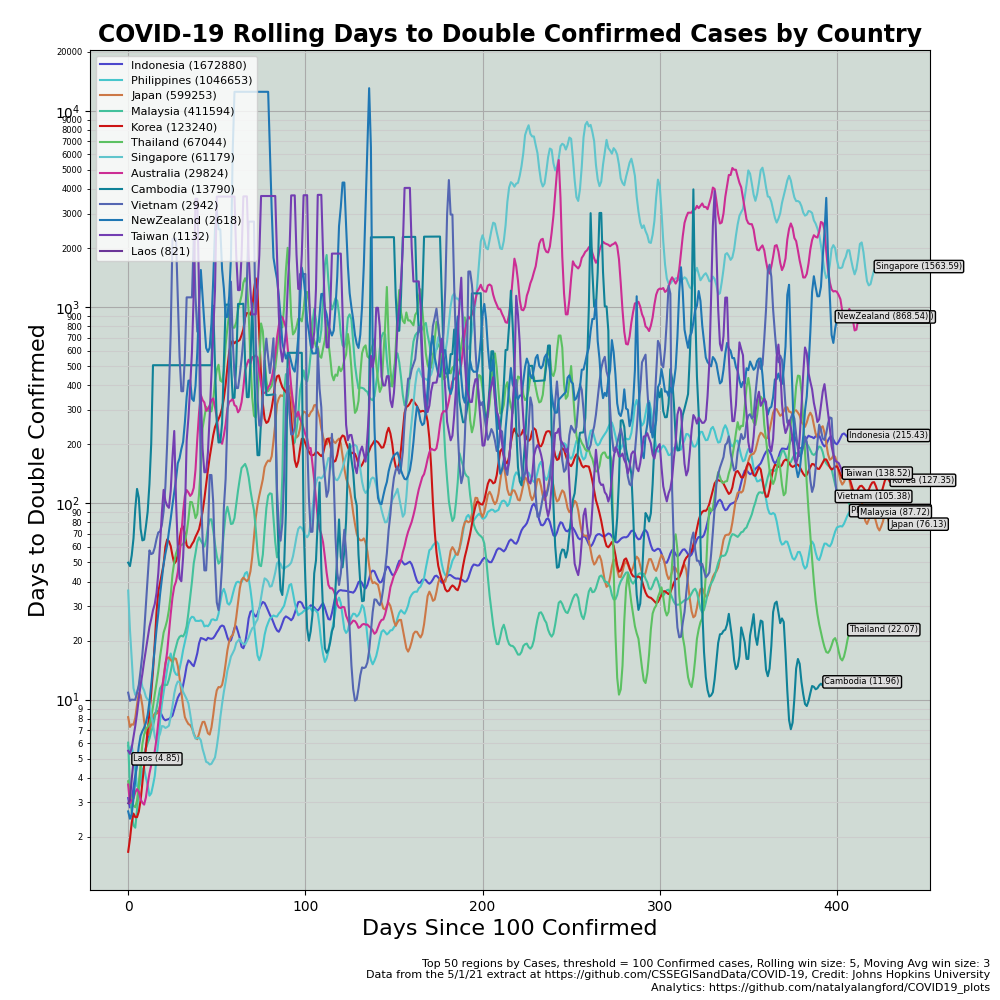 COVID-19 Rolling Days to Double Confirmed Cases by Country
Days to Double Confirmed
20000
10^4
9000
8000
7000
6000
5000
4000
3000
2000
10^3
900
800
700
600
500
400
300
200
10^2
90
80
70
60
50
40
30
20
10^1
9
8
7
6
5
4
3
2
Indonesia (1672880)
Philippines (1046653)
Japan (599253)
Malaysia (411594)
Korea (123240)
Thailand (67044)
Singapore (61179)
Australia (29824)
Cambodia (13790)
Vietnam (2942)
NewZealand (2618)
Taiwan (1132)
Laos (821)
Singapore (1563.59)
NewZealand (868.54)
Indonesia (215.43)
Taiwan (138.52)
Korea (127.35)
Vietnam (105.38)
Malaysia (87.72)
Japan (76.13)
Thailand (22.07)
Cambodia (11.96)
Laos (4.85)
0 100 200 300 400
Days Since 100 Confirmed
Top 50 regions by Cases, threshold = 100 Confirmed cases, Rolling win size: 5, Moving Avg win size: 3
Data from the 5/1/21 extract at https://github.com/CSSEGISandData/COVID-19, Credit: Johns Hopkins University
Analytics: https://github.com/natalyalangford/COVID19_plots